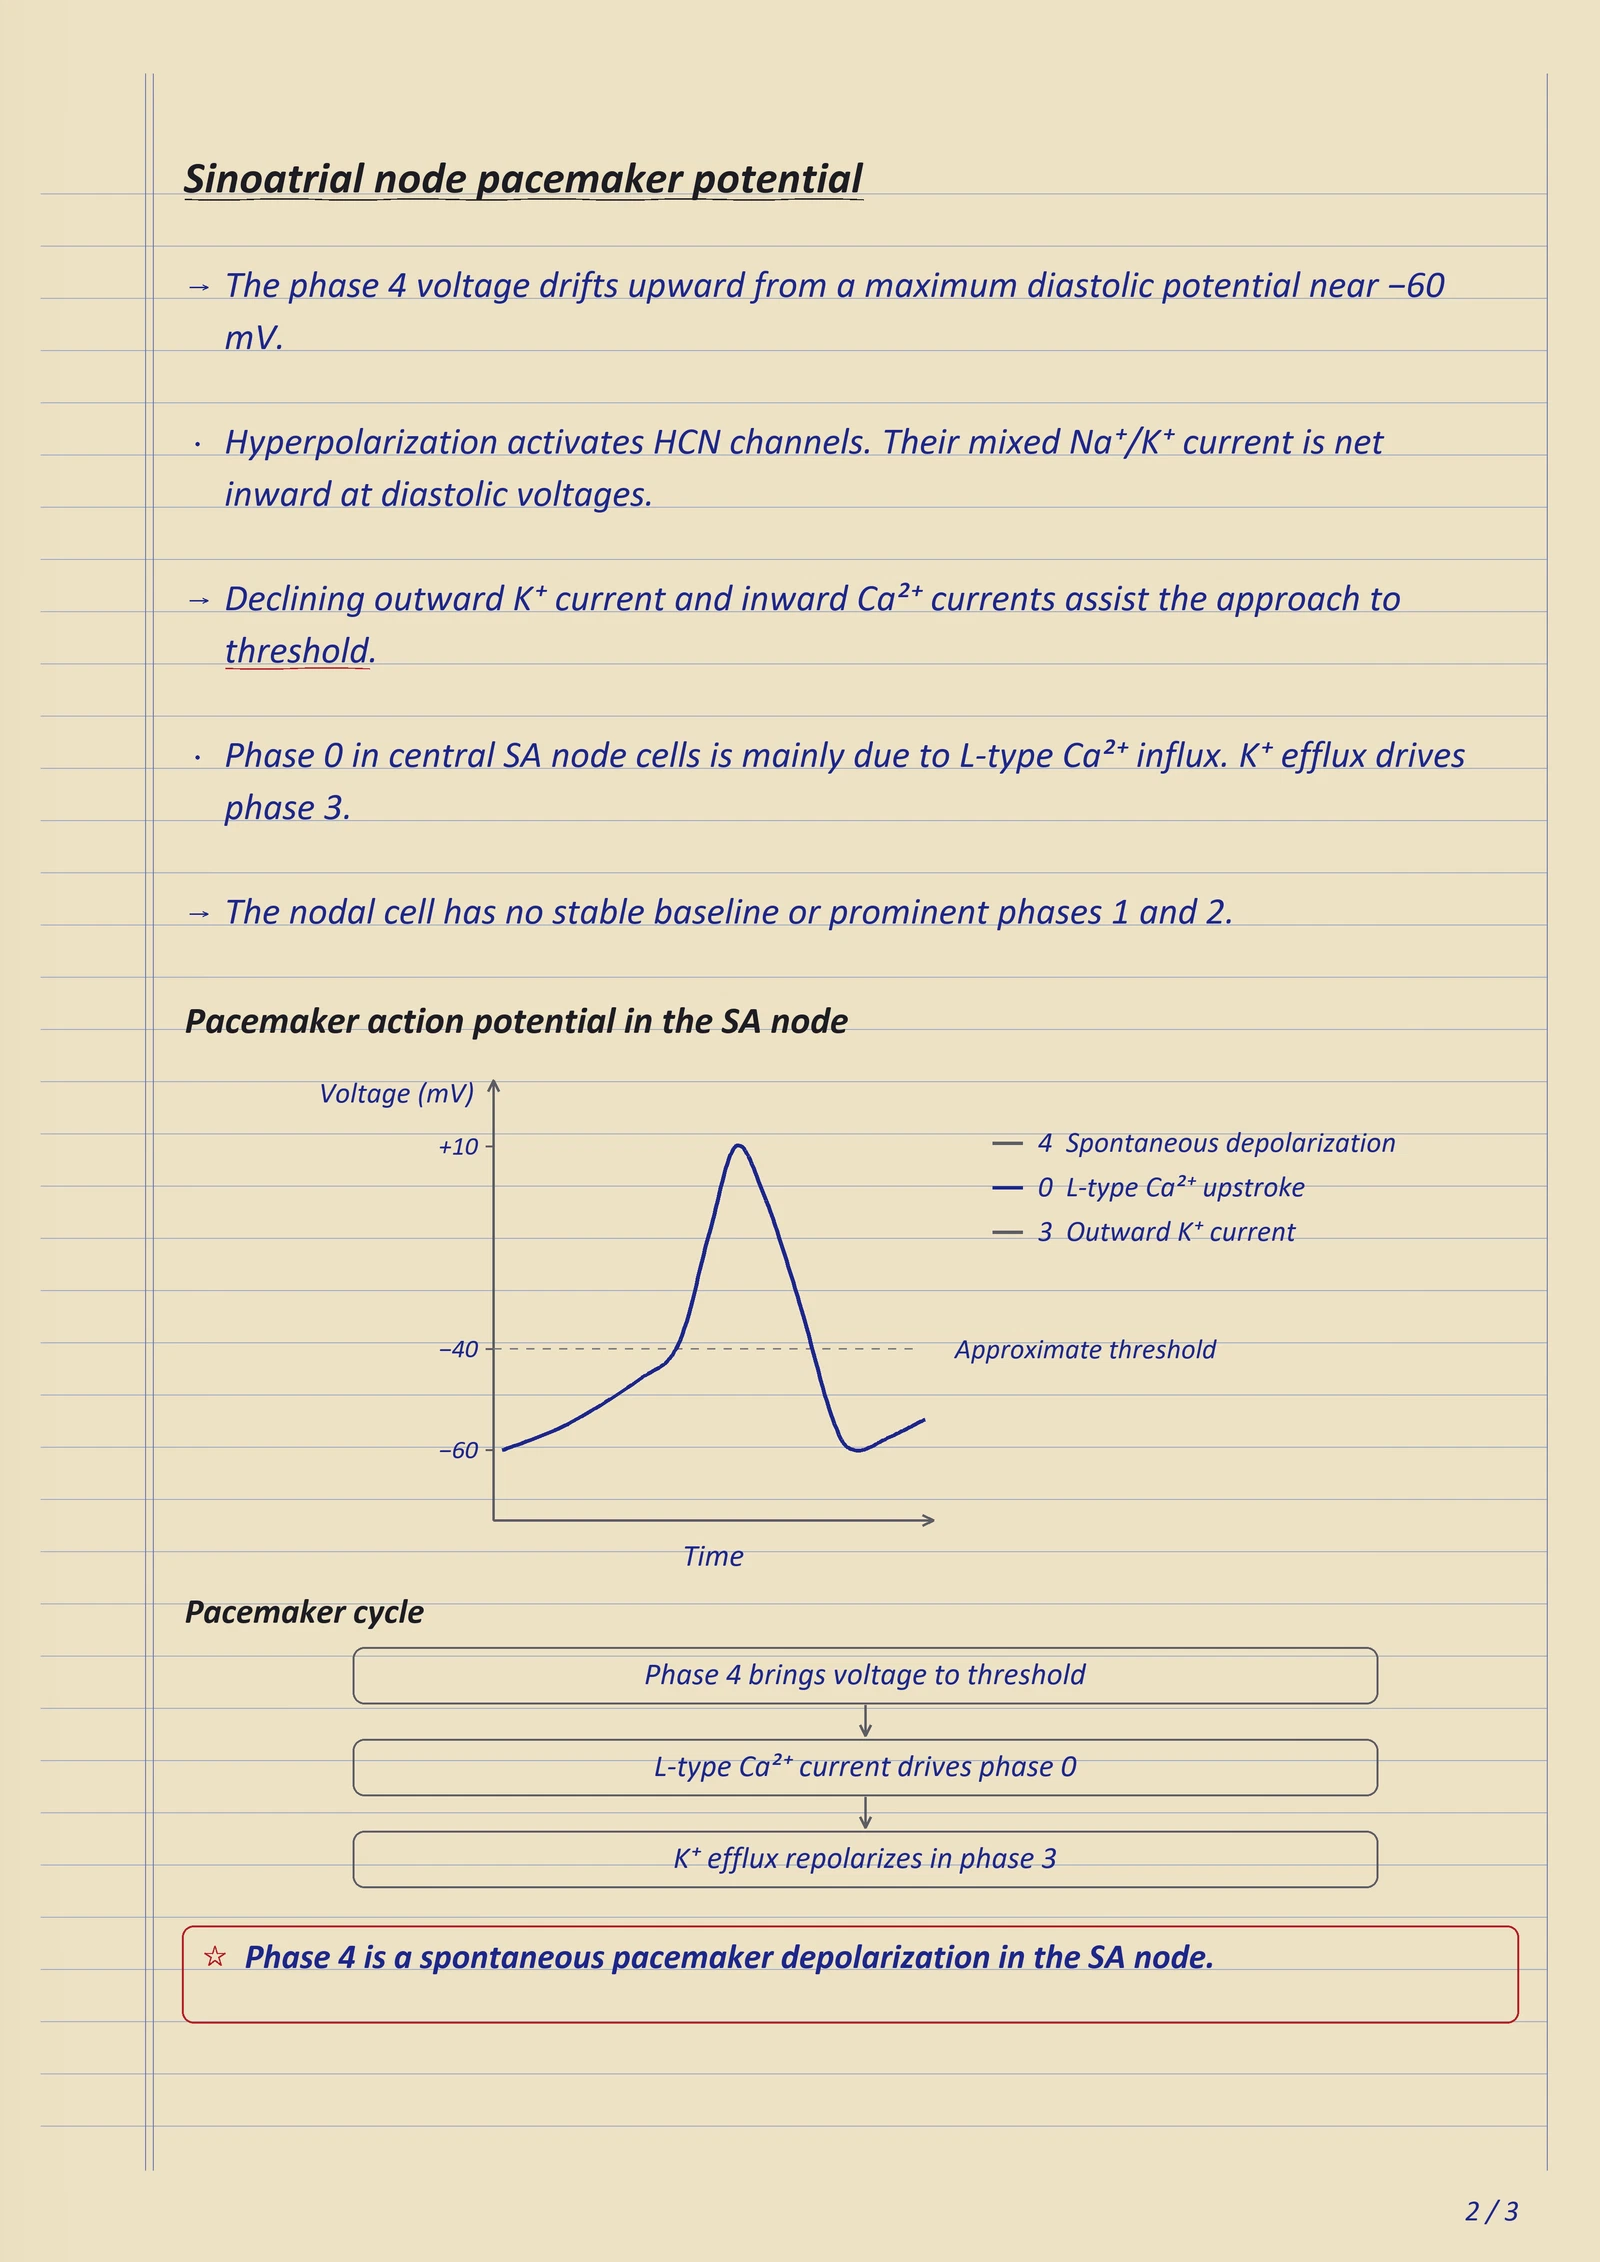 Sinoatrial node pacemaker potential
→ The phase 4 voltage drifts upward from a maximum diastolic potential near −60
mV.
· Hyperpolarization activates HCN channels. Their mixed Na⁺/K⁺ current is net
inward at diastolic voltages.
→ Declining outward K⁺ current and inward Ca²⁺ currents assist the approach to
threshold.
· Phase 0 in central SA node cells is mainly due to L-type Ca²⁺ influx. K⁺ efflux drives
phase 3.
→ The nodal cell has no stable baseline or prominent phases 1 and 2.
Pacemaker action potential in the SA node
Voltage (mV)
+10
4 Spontaneous depolarization
0 L-type Ca²⁺ upstroke
3 Outward K⁺ current
−40
Approximate threshold
−60
Time
Pacemaker cycle
Phase 4 brings voltage to threshold
L-type Ca²⁺ current drives phase 0
K⁺ efflux repolarizes in phase 3
☆ Phase 4 is a spontaneous pacemaker depolarization in the SA node.
2 / 3